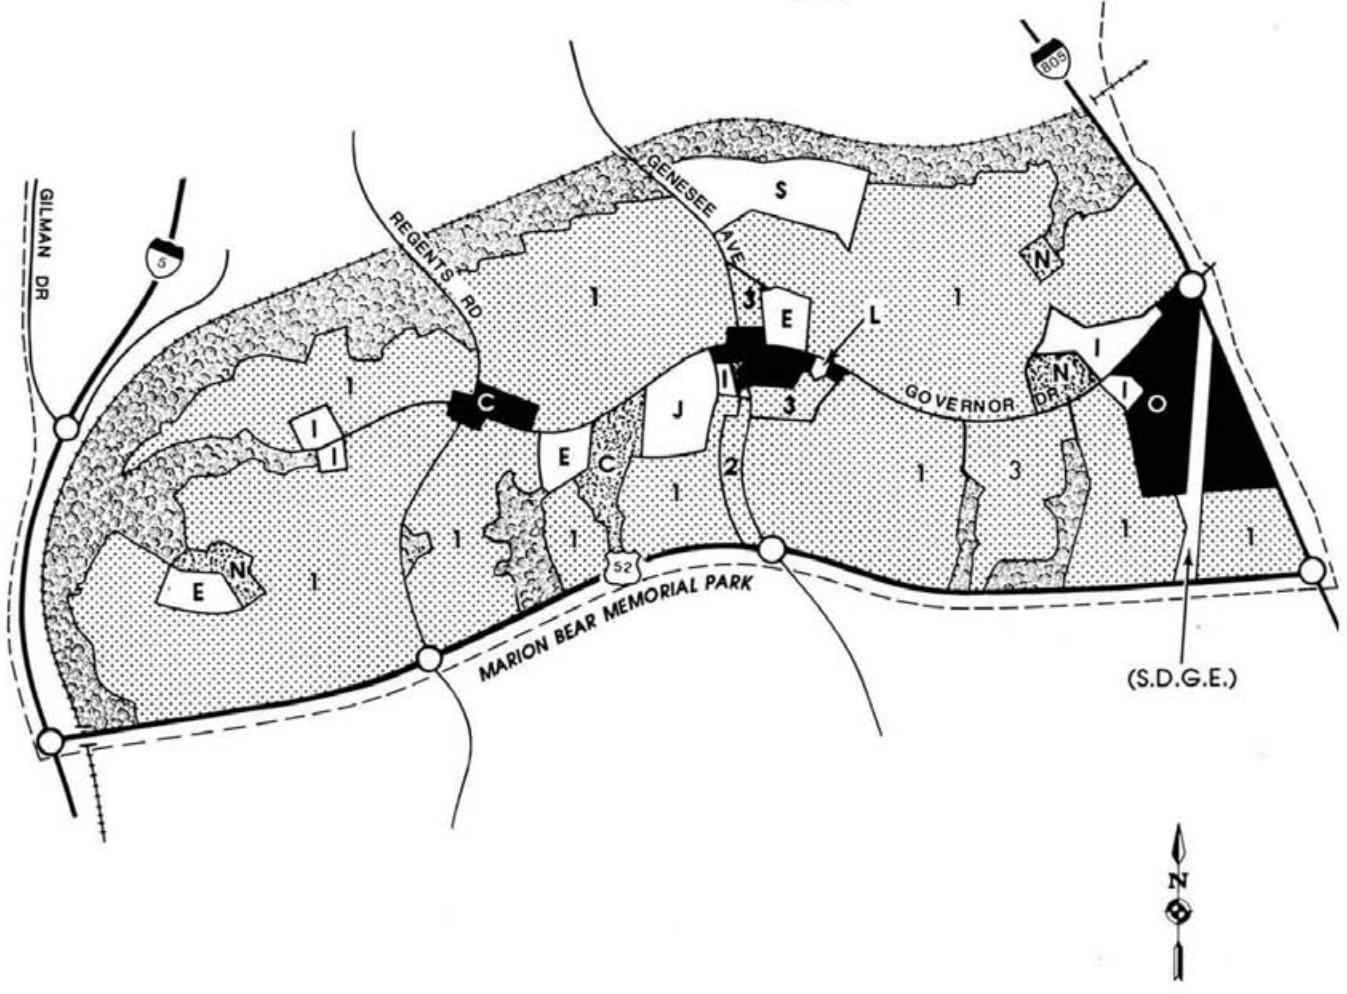 805
GENESEE AVE
S
GILMAN DR
REGENTS RD
5
N
1
3
1
E
L
1
I
C
I
J
3
N
I
GOVERNOR DR
O
I
I
E
C
2
1
3
1
1
1
1
1
1
N
E
1
52
MARION BEAR MEMORIAL PARK
(S.D.G.E.)
N